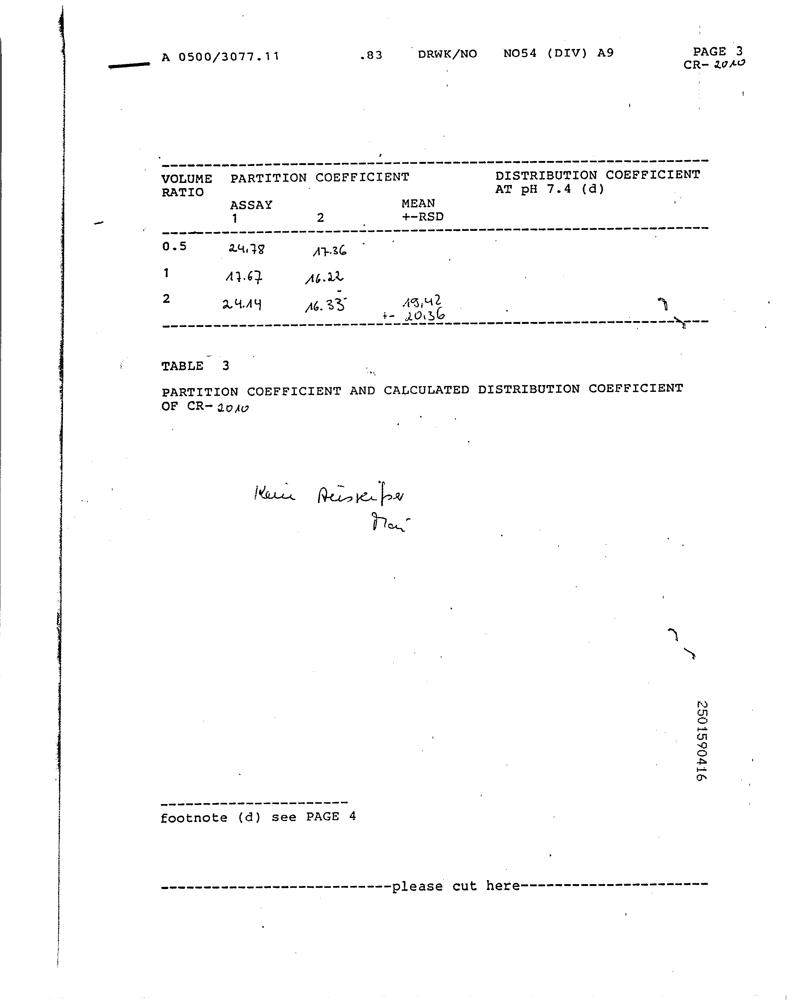 A 0500/3077.11 .83 DRWK/NO NO54 (DIV) A9 PAGE 3
CR- 2010
VOLUME PARTITION COEFFICIENT DISTRIBUTION COEFFICIENT
RATIO AT pH 7.4 (d)
ASSAY MEAN
1 2 +-RSD
0.5 24,78 17.36
1 17.67 16.22
2 24.14 16.33 19,42
+- 20,36
TABLE 3
PARTITION COEFFICIENT AND CALCULATED DISTRIBUTION COEFFICIENT
OF CR- 2010
Kein
2501590416
footnote (d) see PAGE 4
---------------------------please cut here----------------------